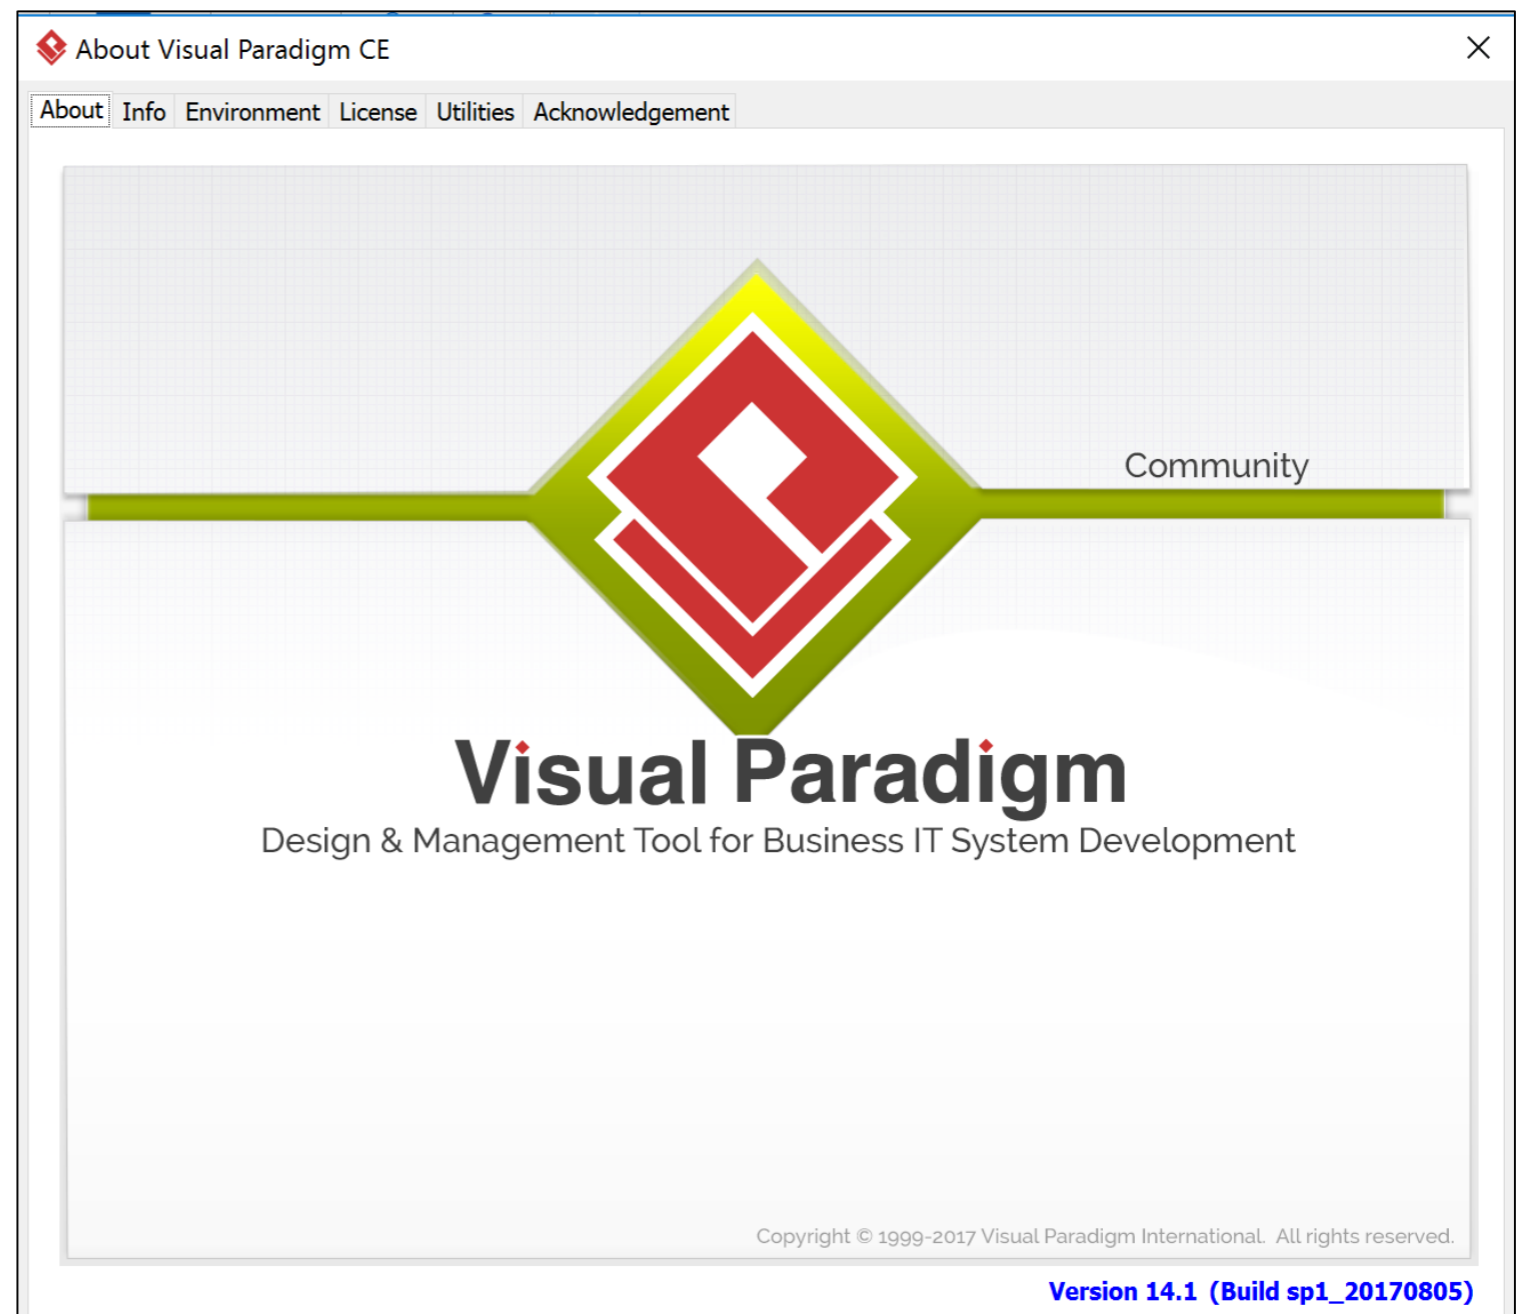 About Visual Paradigm CE
About Info Environment License Utilities Acknowledgement
Community
Visual Paradigm
Design & Management Tool for Business IT System Development
Copyright © 1999-2017 Visual Paradigm International. All rights reserved.
Version 14.1 (Build sp1_20170805)